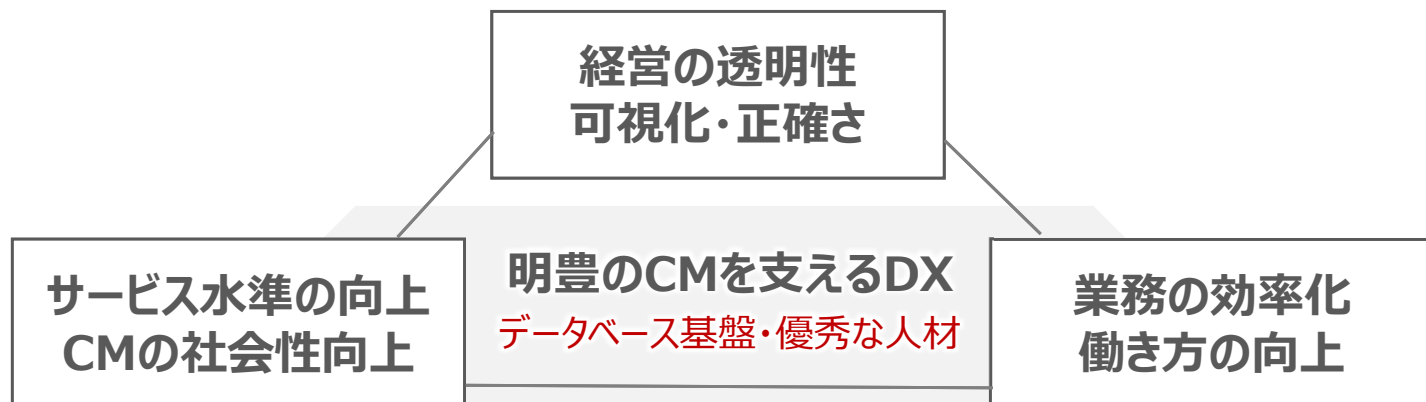 経営の透明性
可視化・正確さ
サービス水準の向上
CMの社会性向上
明豊のCMを支えるDX
データベース基盤・優秀な人材
業務の効率化
働き方の向上